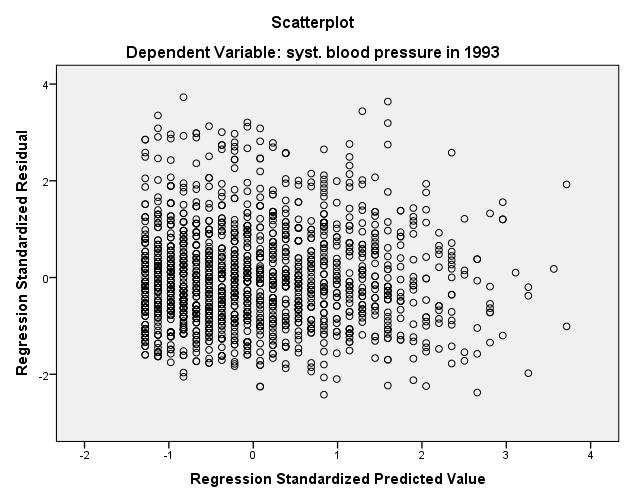 Scatterplot
Dependent Variable: syst. blood pressure in 1993
Regression Standardized Residual
4
2
0
-2
-2
-1
0
1
2
3
4
Regression Standardized Predicted Value